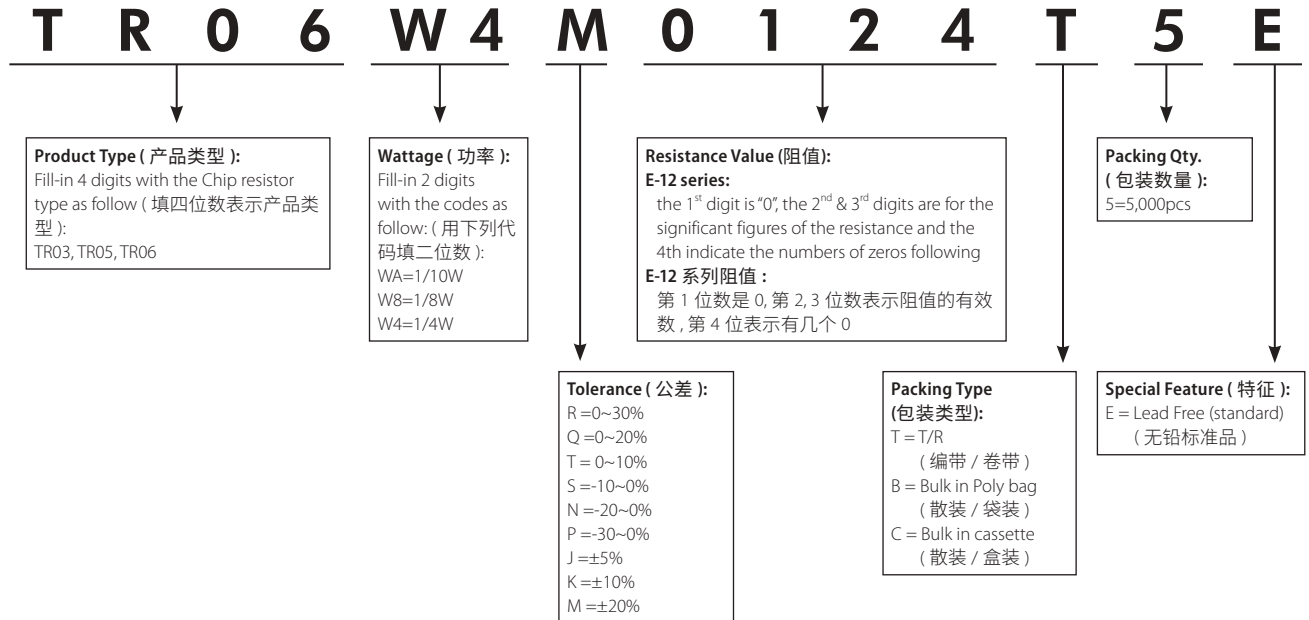 T R 0 6 W 4 M 0 1 2 4 T 5 E
Product Type ( 产品类型 ):
Fill-in 4 digits with the Chip resistor
type as follow ( 填四位数表示产品类
型 ):
TR03, TR05, TR06
Wattage ( 功率 ):
Fill-in 2 digits
with the codes as
follow: ( 用下列代
码填二位数 ):
WA=1/10W
W8=1/8W
W4=1/4W
Resistance Value (阻值):
E-12 series:
the 1st digit is "0", the 2nd & 3rd digits are for the
significant figures of the resistance and the
4th indicate the numbers of zeros following
E-12 系列阻值 :
第 1 位数是 0, 第 2, 3 位数表示阻值的有效
数 , 第 4 位表示有几个 0
Packing Qty.
( 包装数量 ):
5=5,000pcs
Tolerance ( 公差 ):
R =0~30%
Q =0~20%
T = 0~10%
S =-10~0%
N =-20~0%
P =-30~0%
J =±5%
K =±10%
M =±20%
Packing Type
(包装类型):
T = T/R
( 编带 / 卷带 )
B = Bulk in Poly bag
( 散装 / 袋装 )
C = Bulk in cassette
( 散装 / 盒装 )
Special Feature ( 特征 ):
E = Lead Free (standard)
( 无铅标准品 )